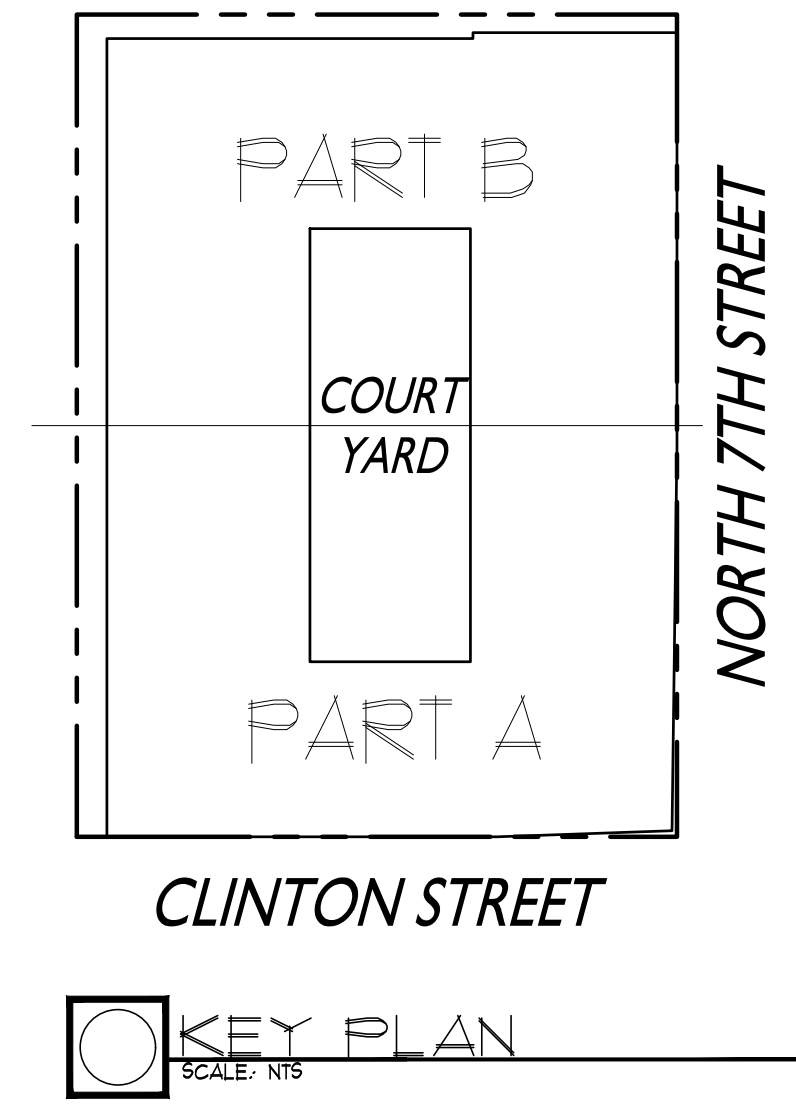 PART B
COURT
YARD
NORTH 7TH STREET
PART A
CLINTON STREET
KEY PLAN
SCALE: NTS